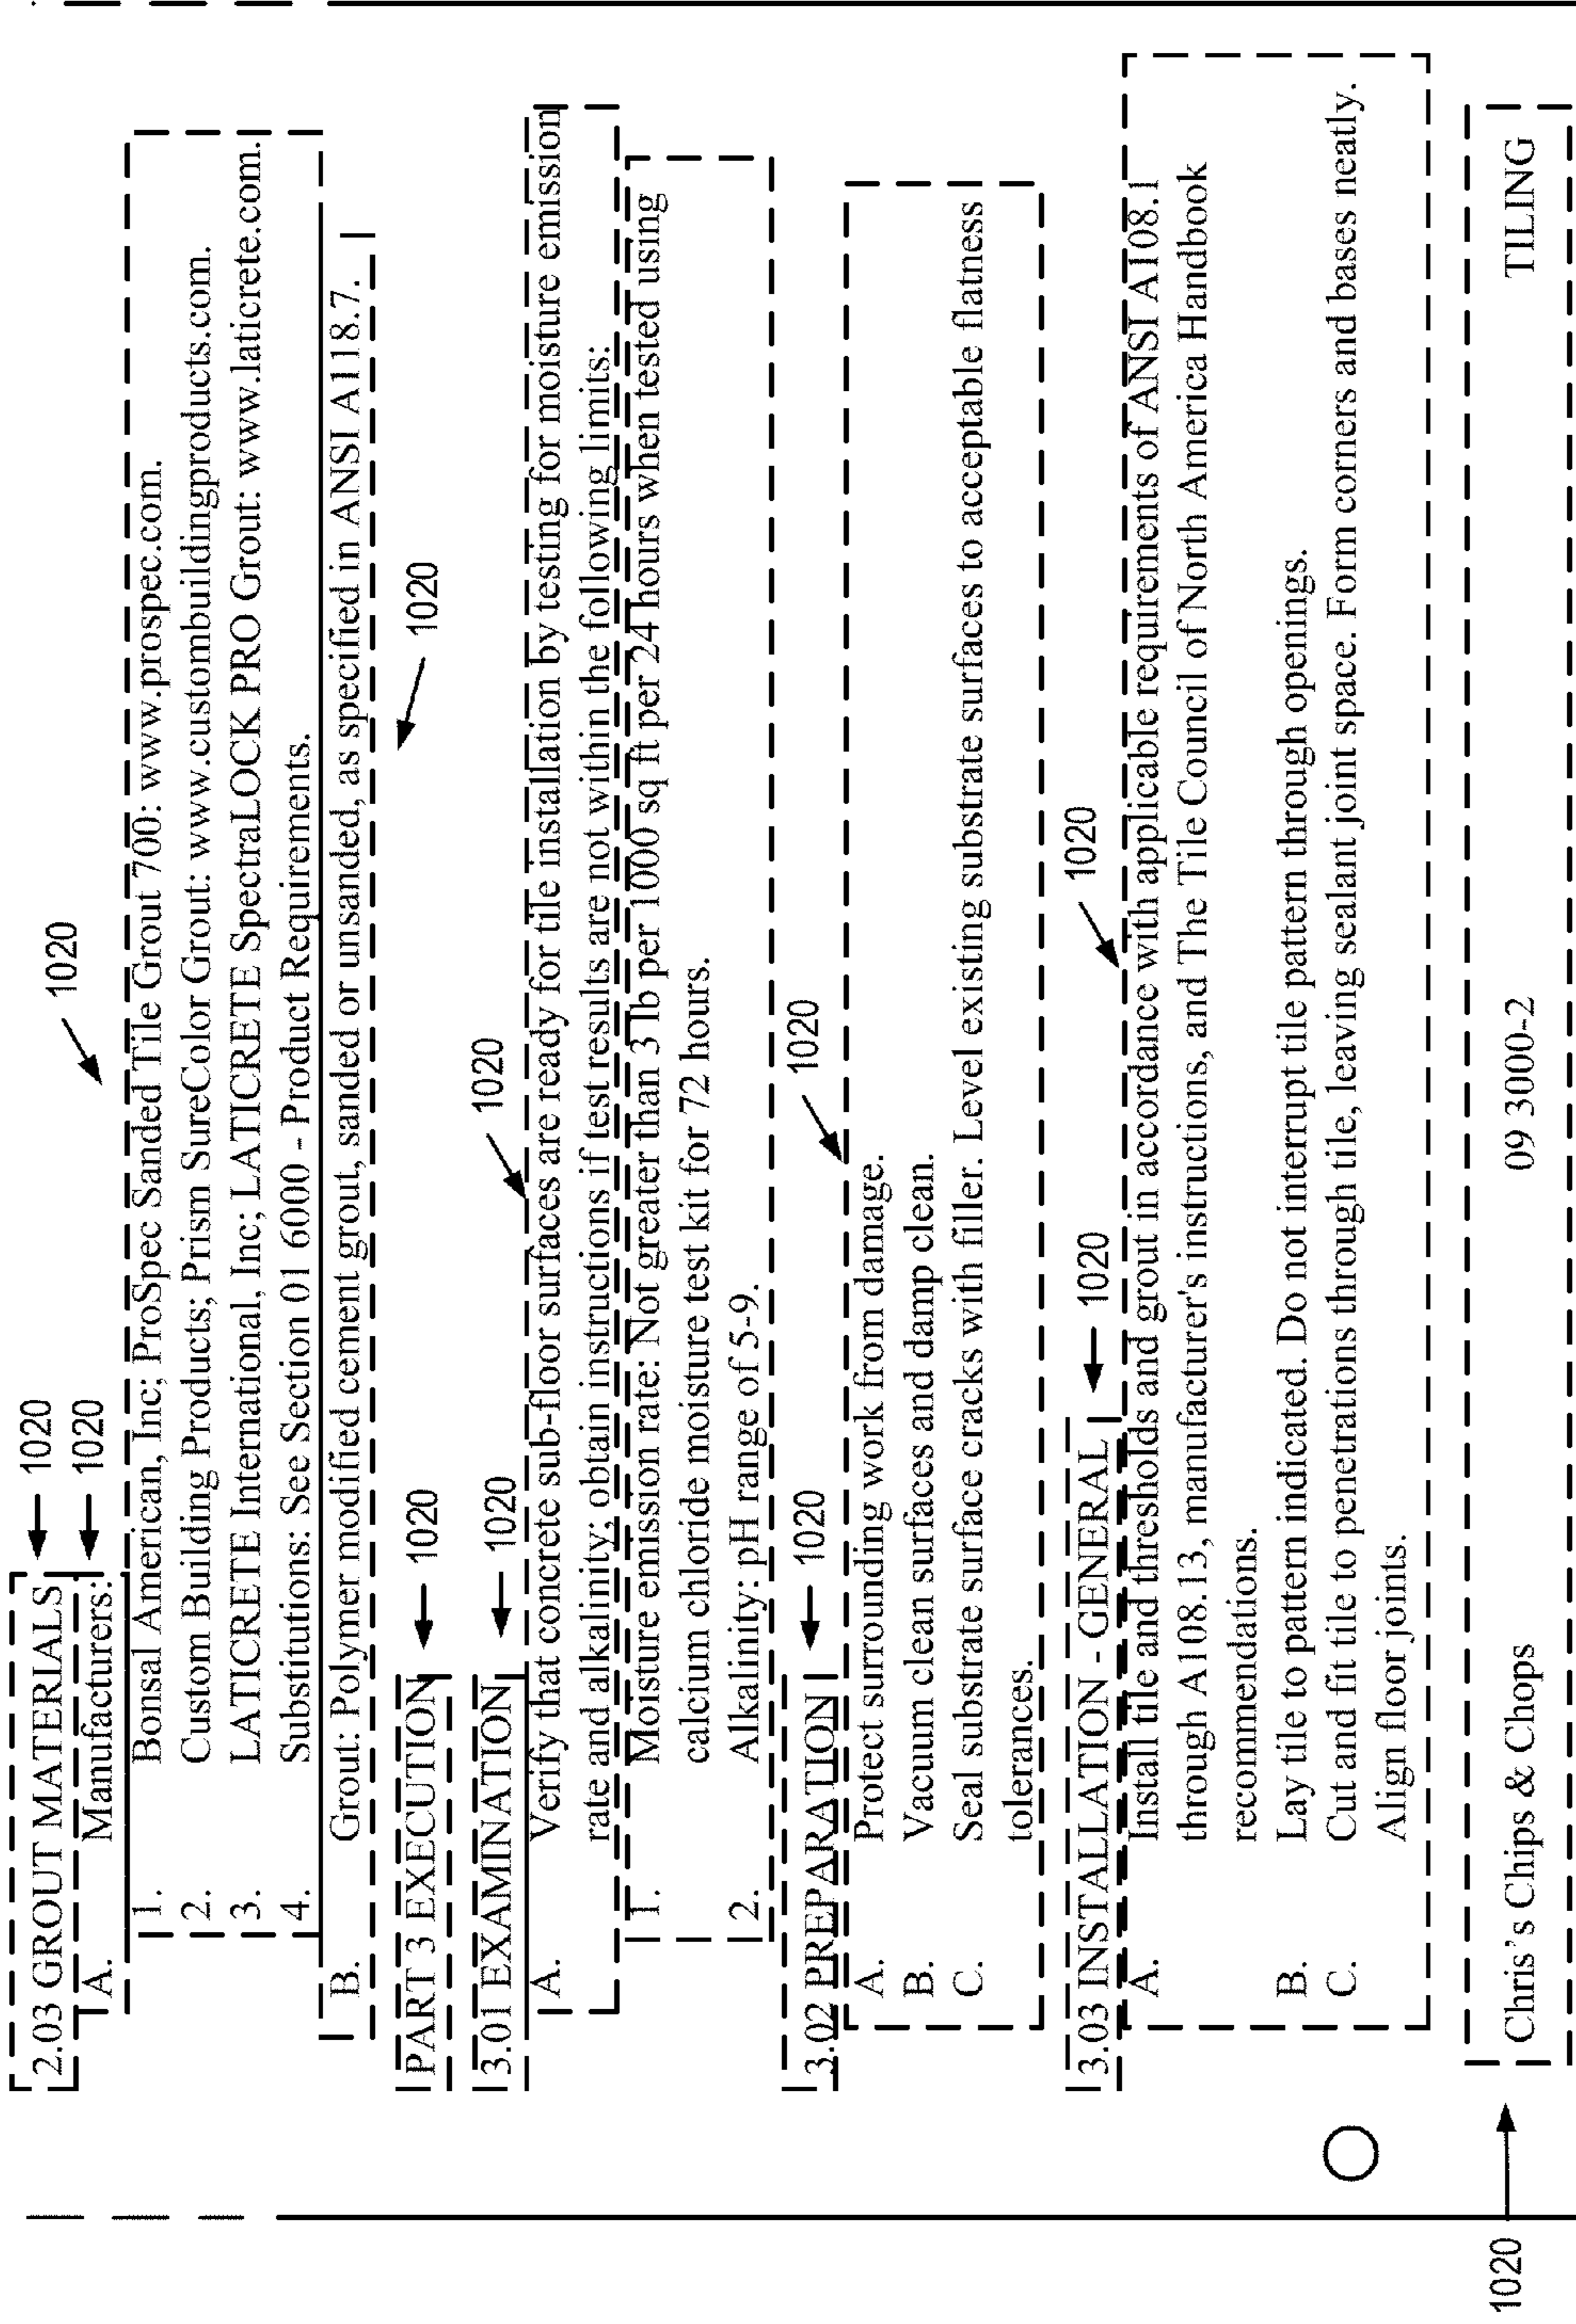 2.03 GROUT MATERIALS 1020
A. Manufacturers: 1020
1020
1. Bonsal American, Inc; ProSpec Sanded Tile Grout 700: www.prospec.com.
2. Custom Building Products; Prism SureColor Grout: www.custombuildingproducts.com.
3. LATICRETE International, Inc; LATICRETE SpectraLOCK PRO Grout: www.laticrete.com.
4. Substitutions: See Section 01 6000 - Product Requirements.
B. Grout: Polymer modified cement grout, sanded or unsanded, as specified in ANSI A118.7.
1020
PART 3 EXECUTION 1020
3.01 EXAMINATION 1020
1020
A. Verify that concrete sub-floor surfaces are ready for tile installation by testing for moisture emission
rate and alkalinity; obtain instructions if test results are not within the following limits:
1. Moisture emission rate: Not greater than 3 lb per 1000 sq ft per 24 hours when tested using
calcium chloride moisture test kit for 72 hours.
2. Alkalinity: pH range of 5-9.
3.02 PREPARATION 1020
1020
A. Protect surrounding work from damage.
B. Vacuum clean surfaces and damp clean.
C. Seal substrate surface cracks with filler. Level existing substrate surfaces to acceptable flatness
tolerances.
3.03 INSTALLATION - GENERAL 1020
1020
A. Install tile and thresholds and grout in accordance with applicable requirements of ANSI A108.1
through A108.13, manufacturer's instructions, and The Tile Council of North America Handbook
recommendations.
B. Lay tile to pattern indicated. Do not interrupt tile pattern through openings.
C. Cut and fit tile to penetrations through tile, leaving sealant joint space. Form corners and bases neatly.
Align floor joints.
1020 Chris's Chips & Chops 09 3000-2 TILING